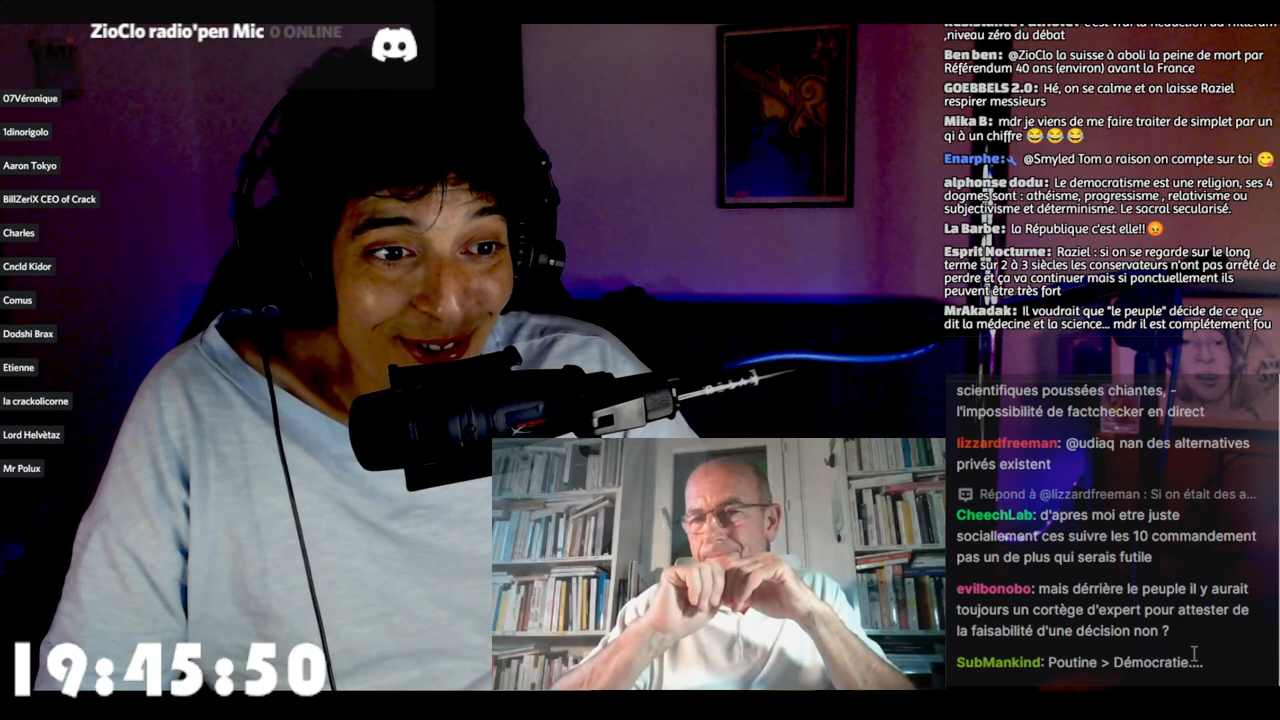 ZioClo radio'pen Mic 0 ONLINE
07Véronique
1dinorigolo
Aaron Tokyo
BillZeriX CEO of Crack
Charles
Cncld Kidor
Comus
Dodshi Brax
Etienne
la crackolicorne
Lord Helvètaz
Mr Polux
19:45:50
,niveau zéro du débat
Ben ben: @ZioClo la suisse à aboli la peine de mort par
Référendum 40 ans (environ) avant la France
GOEBBELS 2.0: Hé, on se calme et on laisse Raziel
respirer messieurs
Mika B: mdr je viens de me faire traiter de simplet par un
qi à un chiffre 😂😂😂
Enarphe: @Smyled Tom a raison on compte sur toi 😋
alphonse dodu: Le democratisme est une religion, ses 4
dogmes sont : athéisme, progressisme , relativisme ou
subjectivisme et déterminisme. Le sacral secularisé.
La Barbe: la République c'est elle!! 😡
Esprit Nocturne: Raziel : si on se regarde sur le long
terme sur 2 à 3 siècles les conservateurs n'ont pas arrêté de
perdre et ça va continuer mais si ponctuellement ils
peuvent être très fort
MrAkadak: Il voudrait que "le peuple" décide de ce que
dit la médecine et la science... mdr il est complétement fou
scientifiques poussées chiantes, -
l'impossibilité de factchecker en direct
lizzardfreeman: @udiaq nan des alternatives
privés existent
Répond à @lizzardfreeman : Si on était des a...
CheechLab: d'apres moi etre juste
sociallement ces suivre les 10 commandement
pas un de plus qui serais futile
evilbonobo: mais dérrière le peuple il y aurait
toujours un cortège d'expert pour attester de
la faisabilité d'une décision non ?
SubMankind: Poutine > Démocratie...